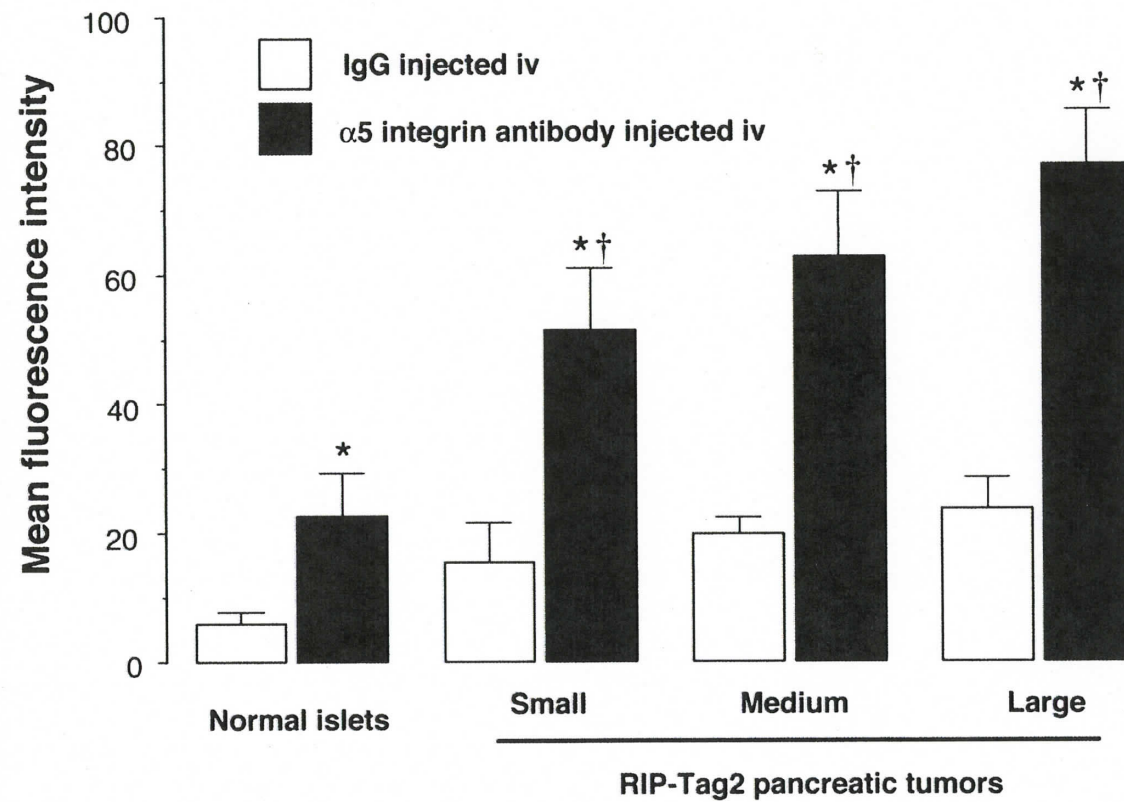 100
80
60
40
20
0
Mean fluorescence intensity
IgG injected iv
α5 integrin antibody injected iv
*
*†
*†
*†
Normal islets
Small
Medium
Large
RIP-Tag2 pancreatic tumors